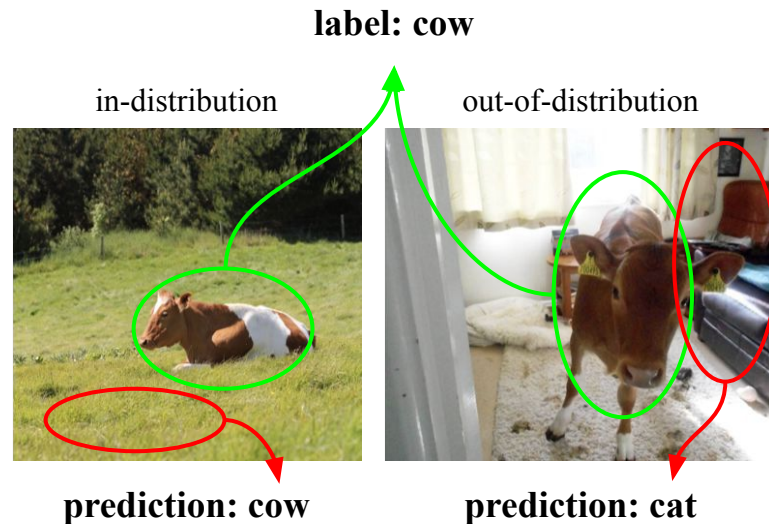 label: cow
in-distribution
out-of-distribution
prediction: cow
prediction: cat